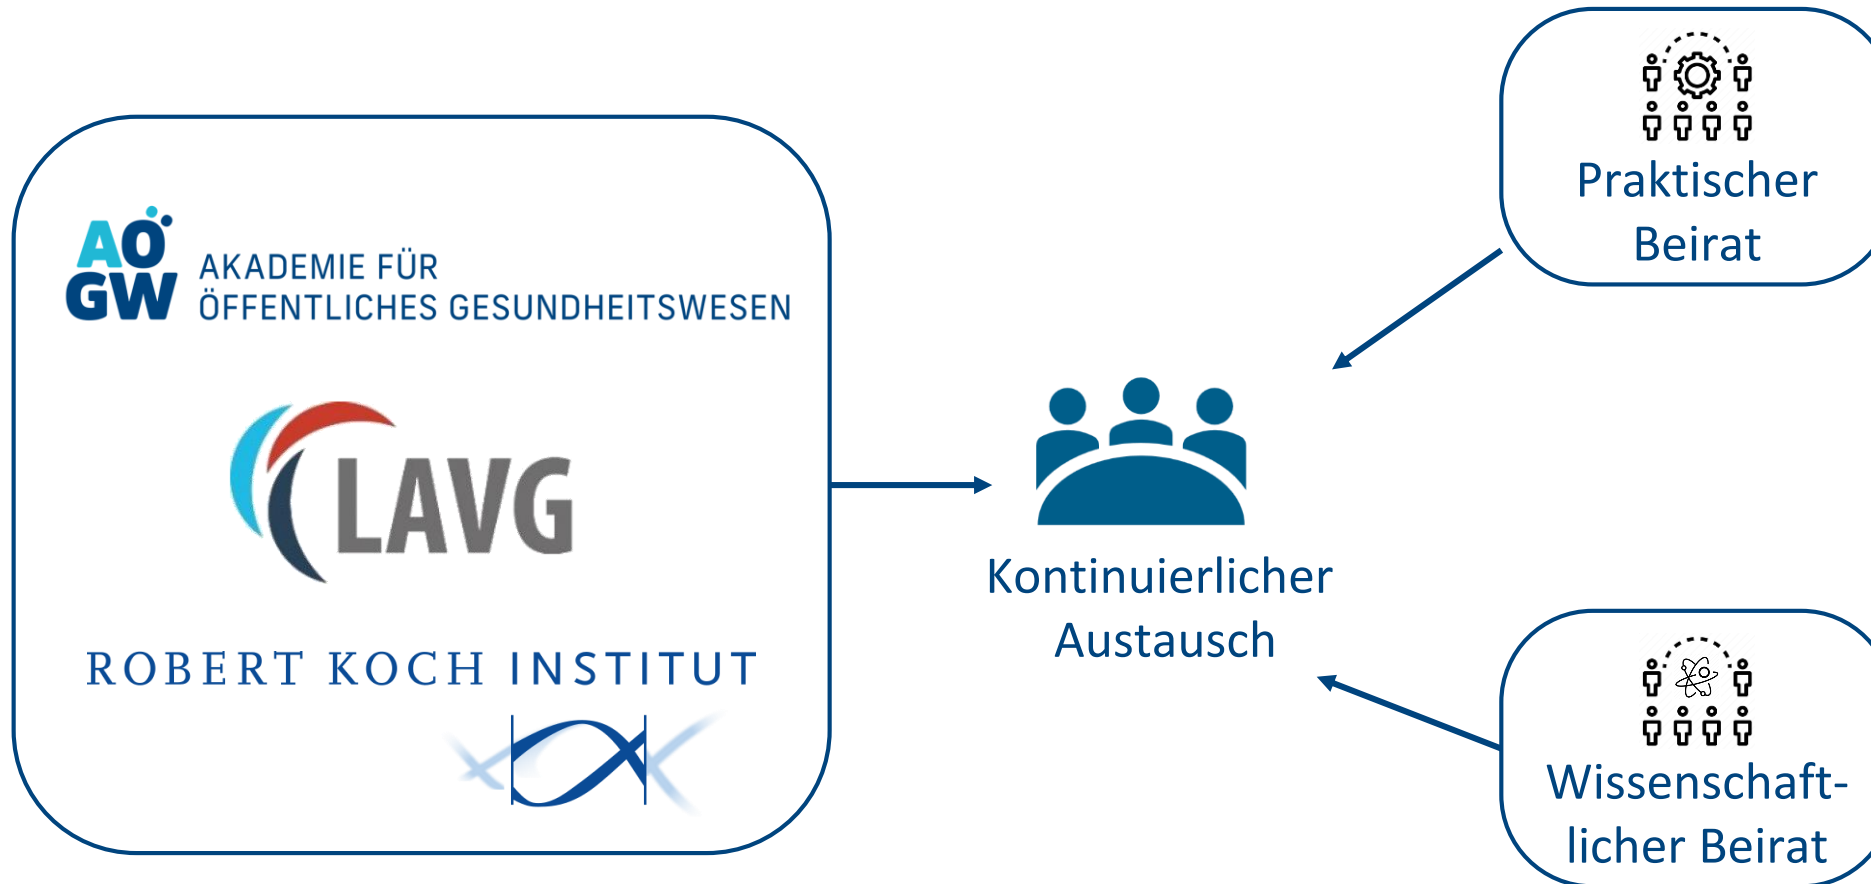 AÖ
GW
AKADEMIE FÜR
ÖFFENTLICHES GESUNDHEITSWESEN
LAVG
ROBERT KOCH INSTITUT
Kontinuierlicher
Austausch
Praktischer
Beirat
Wissenschaft-
licher Beirat